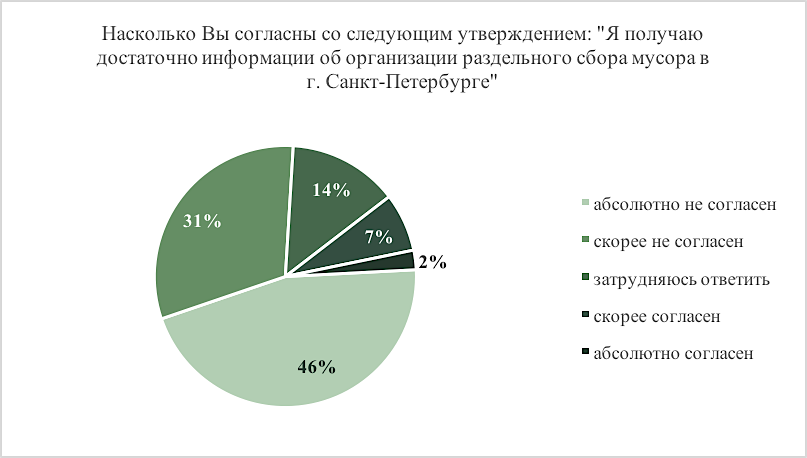 Насколько Вы согласны со следующим утверждением: "Я получаю
достаточно информации об организации раздельного сбора мусора в
г. Санкт-Петербурге"
14%
31%
7%
2%
46%
абсолютно не согласен
скорее не согласен
затрудняюсь ответить
скорее согласен
абсолютно согласен